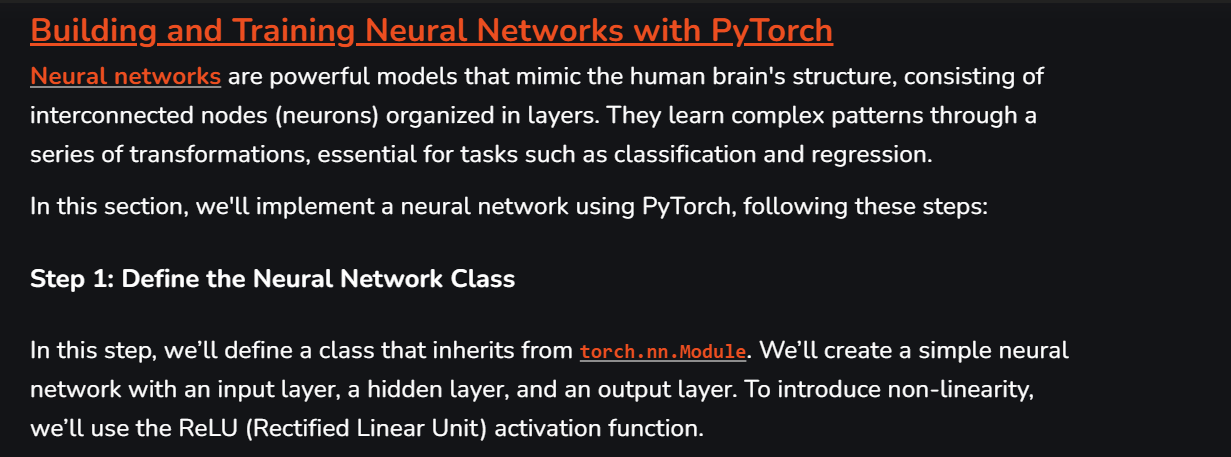 Building and Training Neural Networks with PyTorch
Neural networks are powerful models that mimic the human brain's structure, consisting of
interconnected nodes (neurons) organized in layers. They learn complex patterns through a
series of transformations, essential for tasks such as classification and regression.
In this section, we'll implement a neural network using PyTorch, following these steps:
Step 1: Define the Neural Network Class
In this step, we’ll define a class that inherits from torch.nn.Module. We’ll create a simple neural
network with an input layer, a hidden layer, and an output layer. To introduce non-linearity,
we’ll use the ReLU (Rectified Linear Unit) activation function.